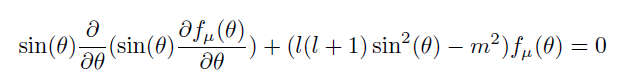 sin(θ) ∂/∂θ (sin(θ) ∂f_μ(θ)/∂θ) + (l(l + 1) sin²(θ) − m²)f_μ(θ) = 0